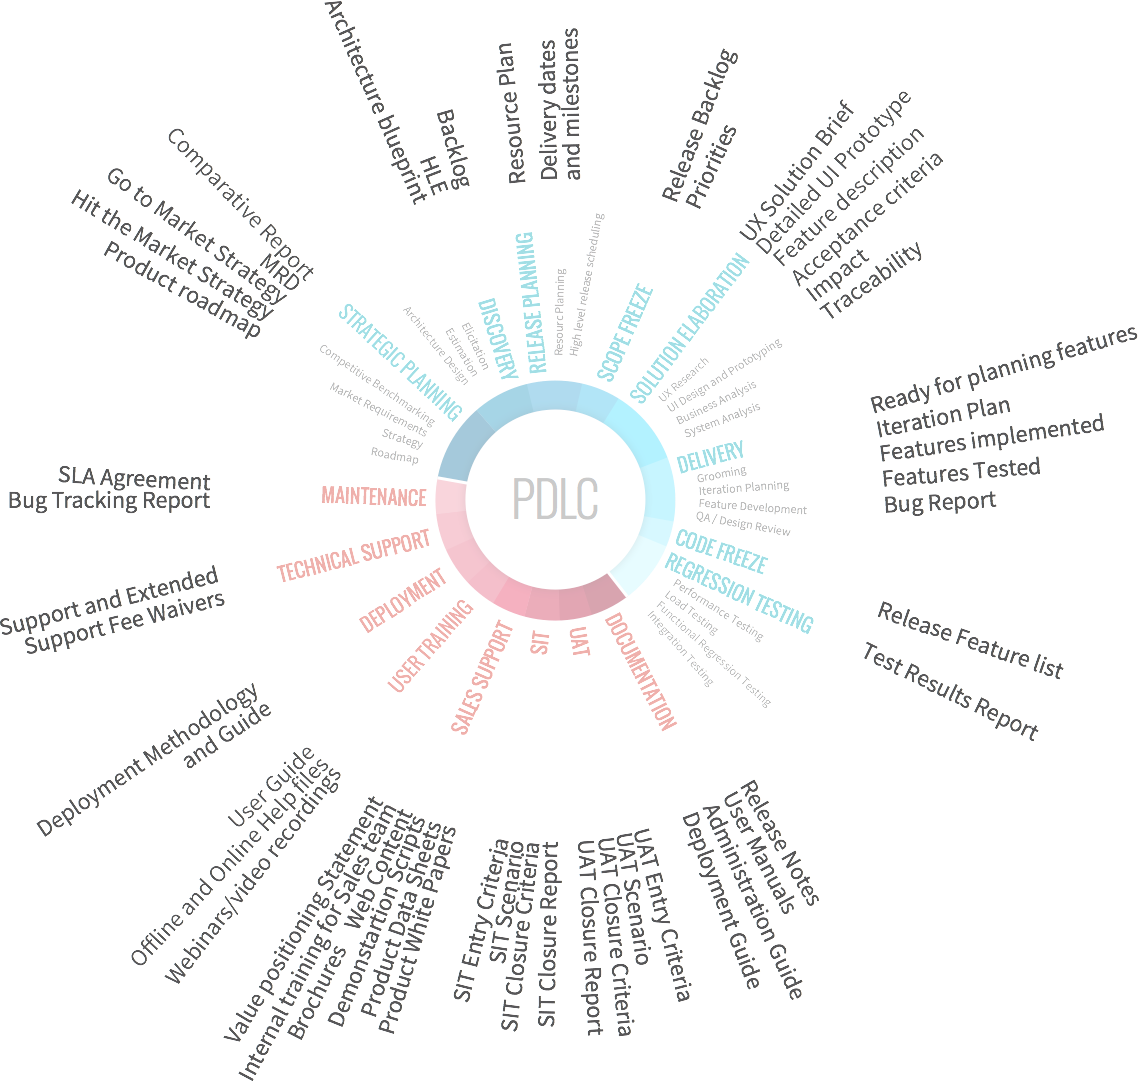 PDLC
STRATEGIC PLANNING
Competitive Benchmarking
Market Requirements
Strategy
Roadmap
Comparative Report
MRD
Go to Market Strategy
Hit the Market Strategy
Product roadmap
DISCOVERY
Elicitation
Estimation
Architecture Design
Architecture blueprint
HLE
Backlog
RELEASE PLANNING
Resourc Planning
High level release scheduling
Resource Plan
Delivery dates
and milestones
SCOPE FREEZE
Release Backlog
Priorities
SOLUTION ELABORATION
UX Research
UI Design and Prototyping
Business Analysis
System Analysis
UX Solution Brief
Detailed UI Prototype
Feature description
Acceptance criteria
Impact
Traceability
DELIVERY
Grooming
Iteration Planning
Feature Development
QA / Design Review
Ready for planning features
Iteration Plan
Features implemented
Features Tested
Bug Report
CODE FREEZE
Release Feature list
REGRESSION TESTING
Performance Testing
Load Testing
Functional Regression Testing
Integration Testing
Test Results Report
DOCUMENTATION
Release Notes
User Manuals
Administration Guide
Deployment Guide
UAT
UAT Entry Criteria
UAT Scenario
UAT Closure Criteria
UAT Closure Report
SIT
SIT Entry Criteria
SIT Scenario
SIT Closure Criteria
SIT Closure Report
SALES SUPPORT
Value positioning Statement
Internal training for Sales team
Brochures Web Content
Demonstartion Scripts
Product Data Sheets
Product White Papers
USER TRAINING
User Guide
Offline and Online Help files
Webinars/video recordings
DEPLOYMENT
Deployment Methodology
and Guide
TECHNICAL SUPPORT
Support and Extended
Support Fee Waivers
MAINTENANCE
SLA Agreement
Bug Tracking Report